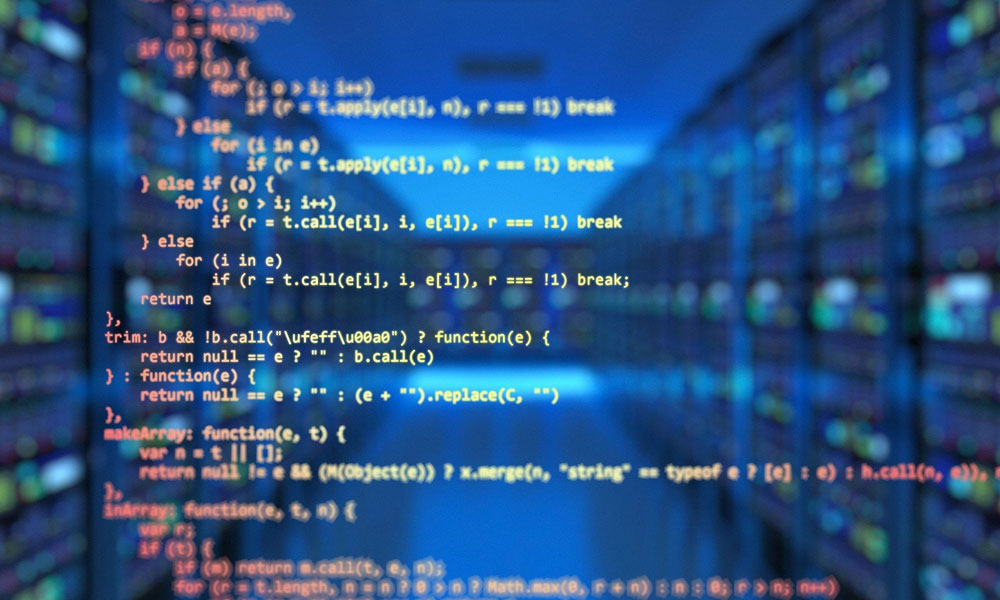 o = e.length,
a = M(e);
if (n) {
if (a) {
for (; o > i; i++)
if (r = t.apply(e[i], n), r === !1) break
} else
for (i in e)
if (r = t.apply(e[i], n), r === !1) break
} else if (a) {
for (; o > i; i++)
if (r = t.call(e[i], i, e[i]), r === !1) break
} else
for (i in e)
if (r = t.call(e[i], i, e[i]), r === !1) break;
return e
},
trim: b && !b.call("\ufeff\u00a0") ? function(e) {
return null == e ? "" : b.call(e)
} : function(e) {
return null == e ? "" : (e + "").replace(C, "")
},
makeArray: function(e, t) {
var n = t || [];
return null != e && (M(Object(e)) ? x.merge(n, "string" == typeof e ? [e] : e) : h.call(n, e)),
},
inArray: function(e, t, n) {
var r;
if (t) {
if (m) return m.call(t, e, n);
for (r = t.length, n = n ? 0 > n ? Math.max(0, r + n) : n : 0; r > n; n++)